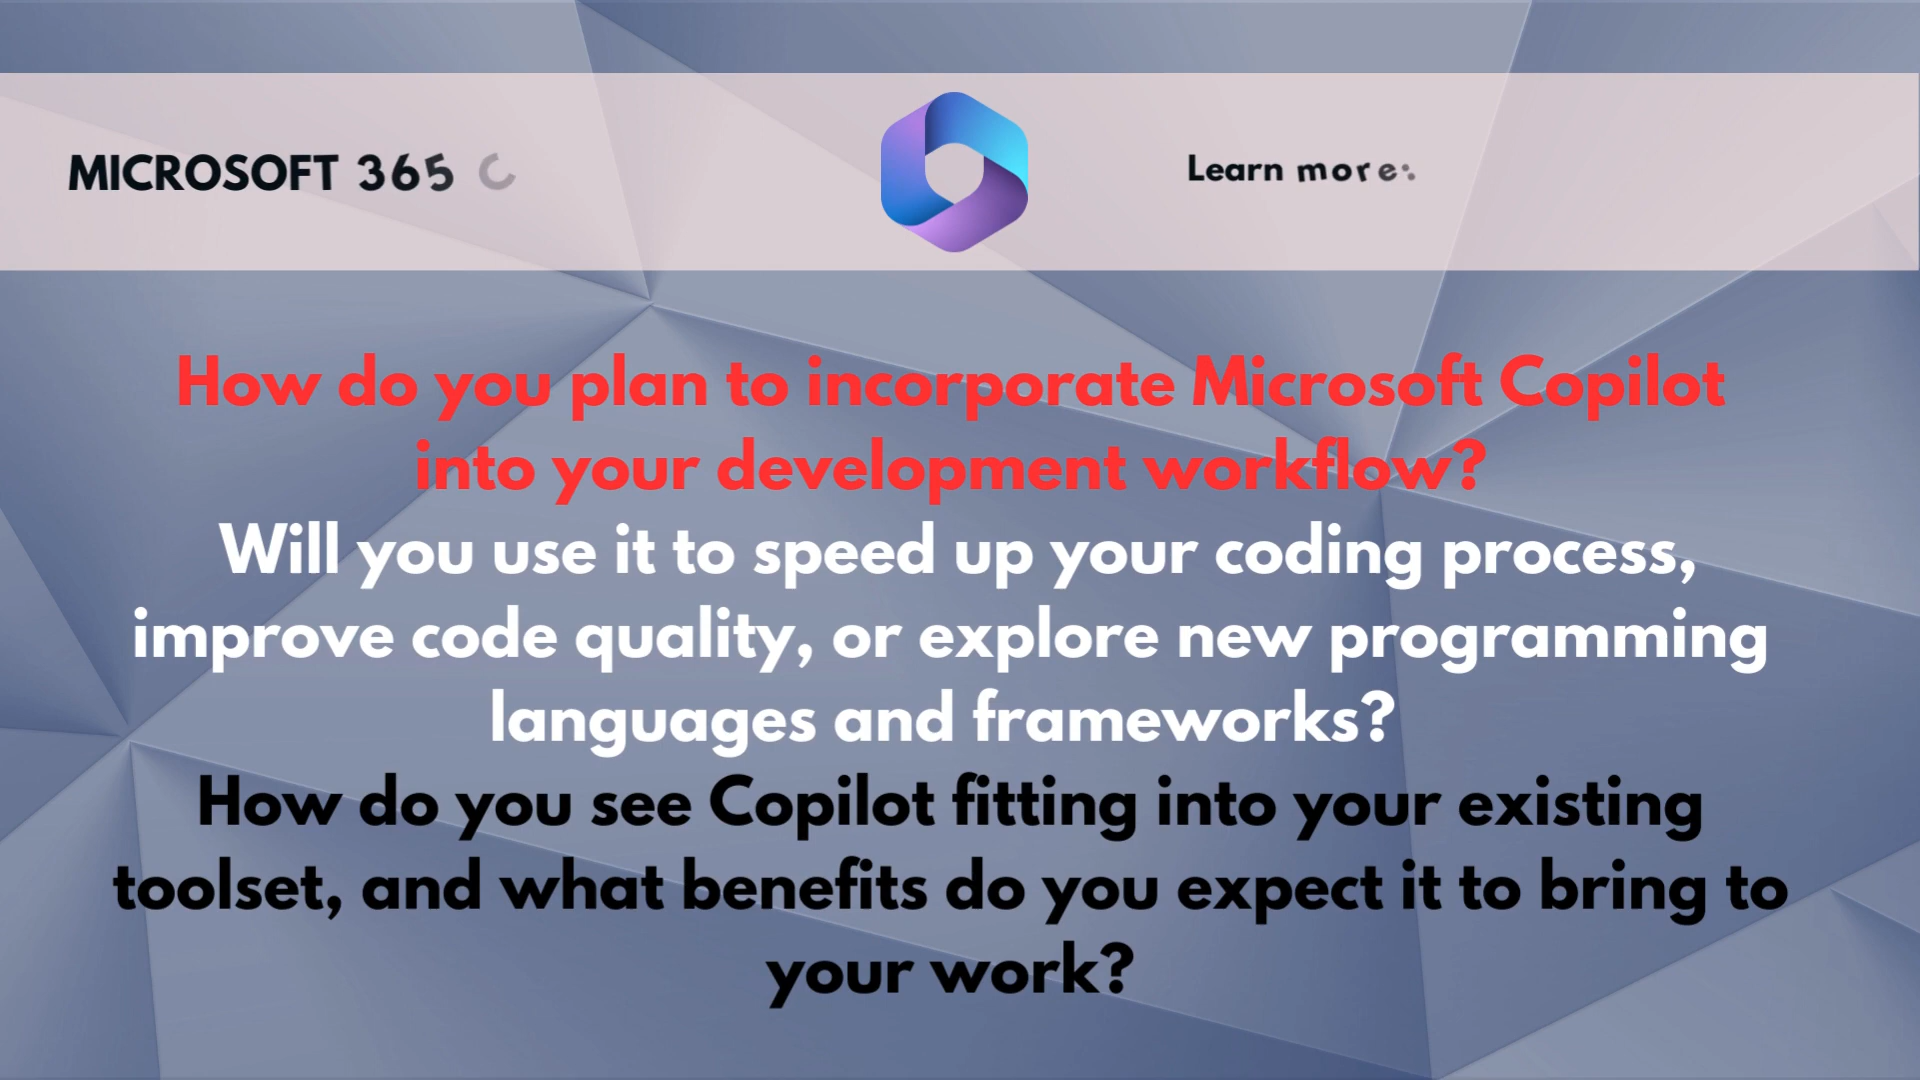 MICROSOFT 365 C
Learn more:
How do you plan to incorporate Microsoft Copilot
into your development workflow?
Will you use it to speed up your coding process,
improve code quality, or explore new programming
languages and frameworks?
How do you see Copilot fitting into your existing
toolset, and what benefits do you expect it to bring to
your work?